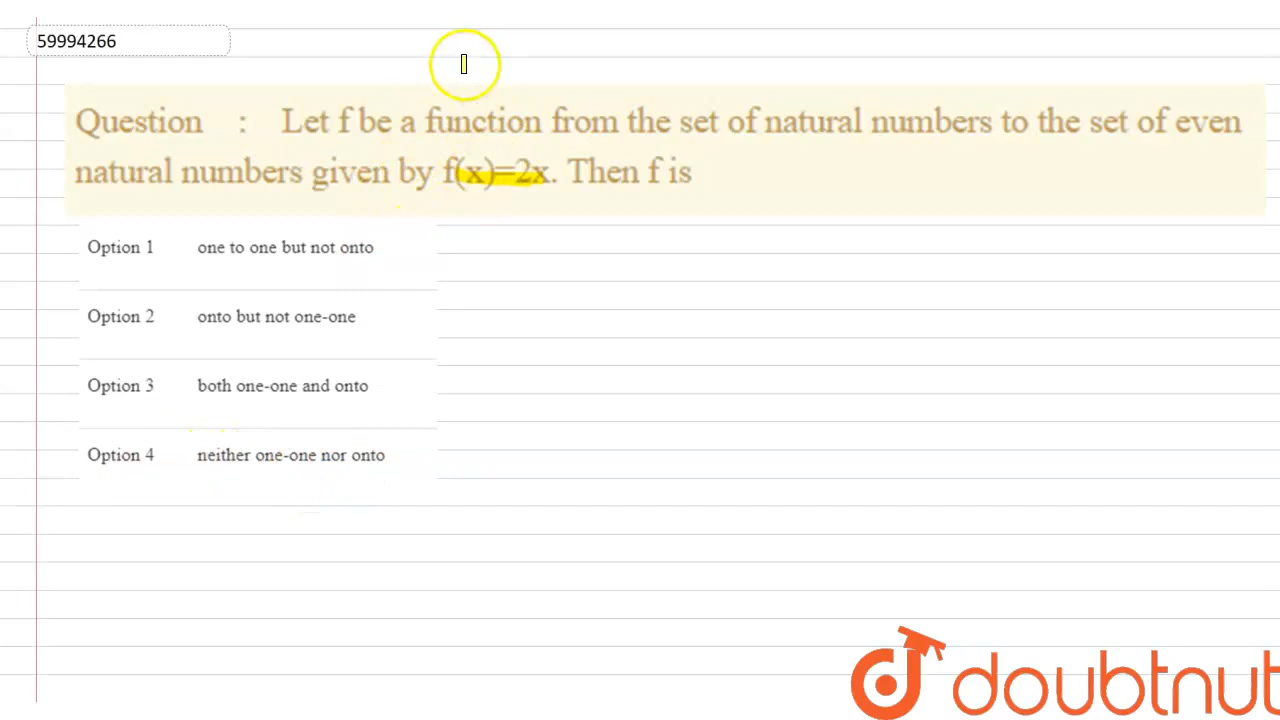 59994266
Question : Let f be a function from the set of natural numbers to the set of even
natural numbers given by f(x)=2x. Then f is
Option 1 one to one but not onto
Option 2 onto but not one-one
Option 3 both one-one and onto
Option 4 neither one-one nor onto
doubtnut